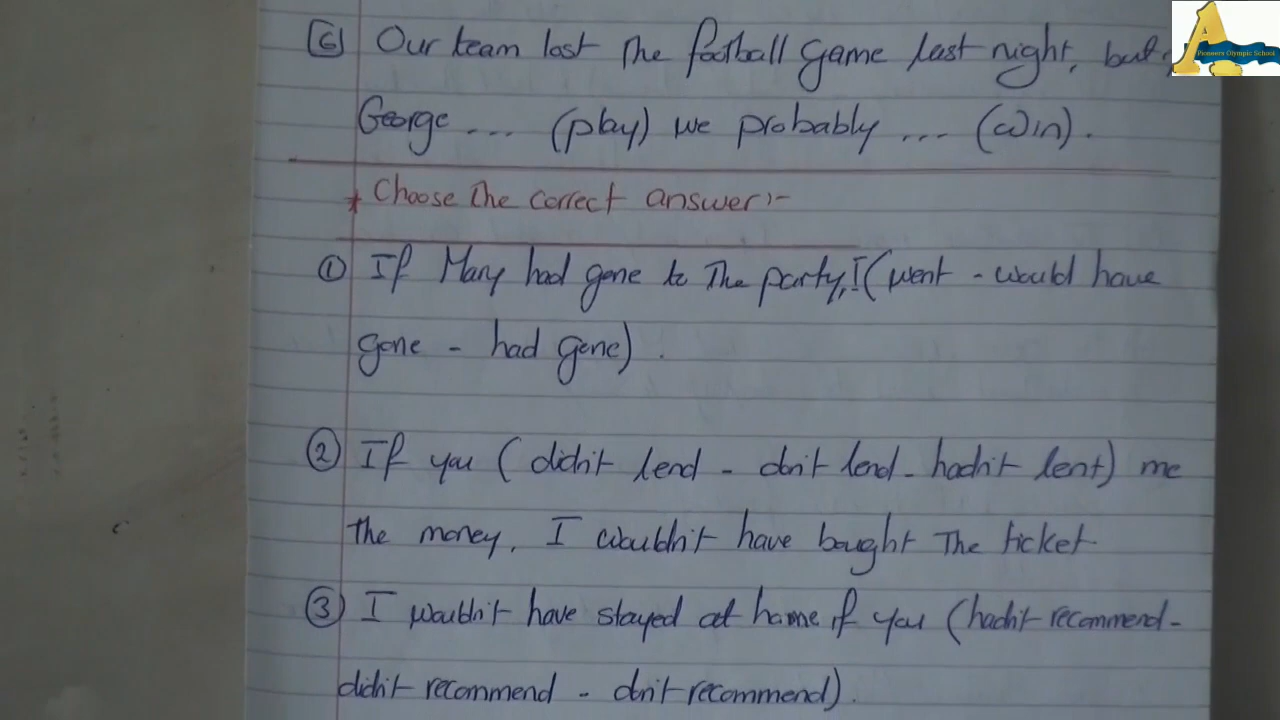 6 Our team lost The football game last night, but
George ... (play) we probably ... (win).
* Choose The correct answer:-
① If Mary had gone to The party, I (went - would have
gone - had gone).
② If you (didn't lend - don't lend - hadn't lent) me
the money, I wouldn't have bought The ticket
③ I wouldn't have stayed at home if you (hadn't recommend -
didn't recommend - don't recommend).
Pioneers Olympic School